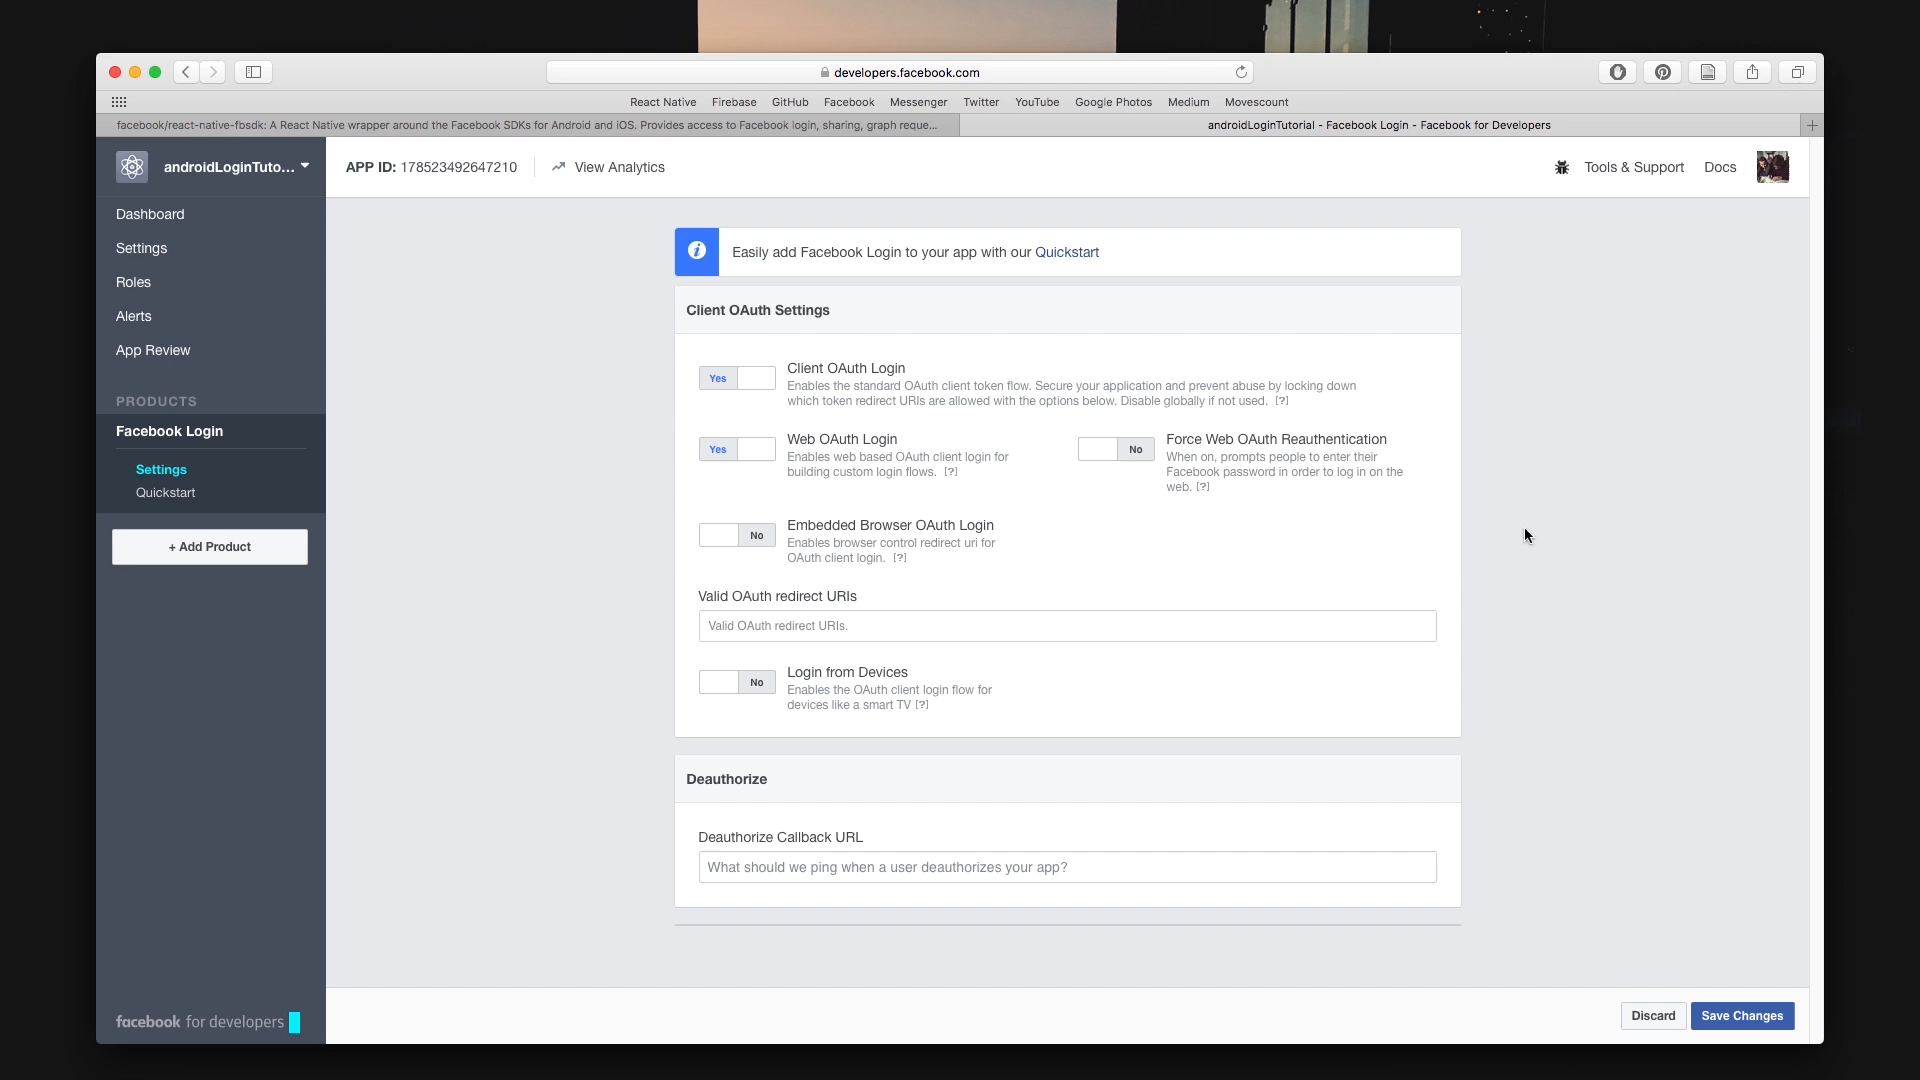 developers.facebook.com
React Native Firebase GitHub Facebook Messenger Twitter YouTube Google Photos Medium Movescount
facebook/react-native-fbsdk: A React Native wrapper around the Facebook SDKs for Android and iOS. Provides access to Facebook login, sharing, graph reque...
androidLoginTutorial - Facebook Login - Facebook for Developers
androidLoginTuto...
APP ID: 178523492647210
View Analytics
Tools & Support
Docs
Dashboard
Settings
Roles
Alerts
App Review
PRODUCTS
Facebook Login
Settings
Quickstart
+ Add Product
facebook for developers
Easily add Facebook Login to your app with our Quickstart
Client OAuth Settings
Yes
Client OAuth Login
Enables the standard OAuth client token flow. Secure your application and prevent abuse by locking down
which token redirect URIs are allowed with the options below. Disable globally if not used. [?]
Yes
Web OAuth Login
Enables web based OAuth client login for
building custom login flows. [?]
No
Force Web OAuth Reauthentication
When on, prompts people to enter their
Facebook password in order to log in on the
web. [?]
No
Embedded Browser OAuth Login
Enables browser control redirect uri for
OAuth client login. [?]
Valid OAuth redirect URIs
Valid OAuth redirect URIs.
No
Login from Devices
Enables the OAuth client login flow for
devices like a smart TV [?]
Deauthorize
Deauthorize Callback URL
What should we ping when a user deauthorizes your app?
Discard
Save Changes